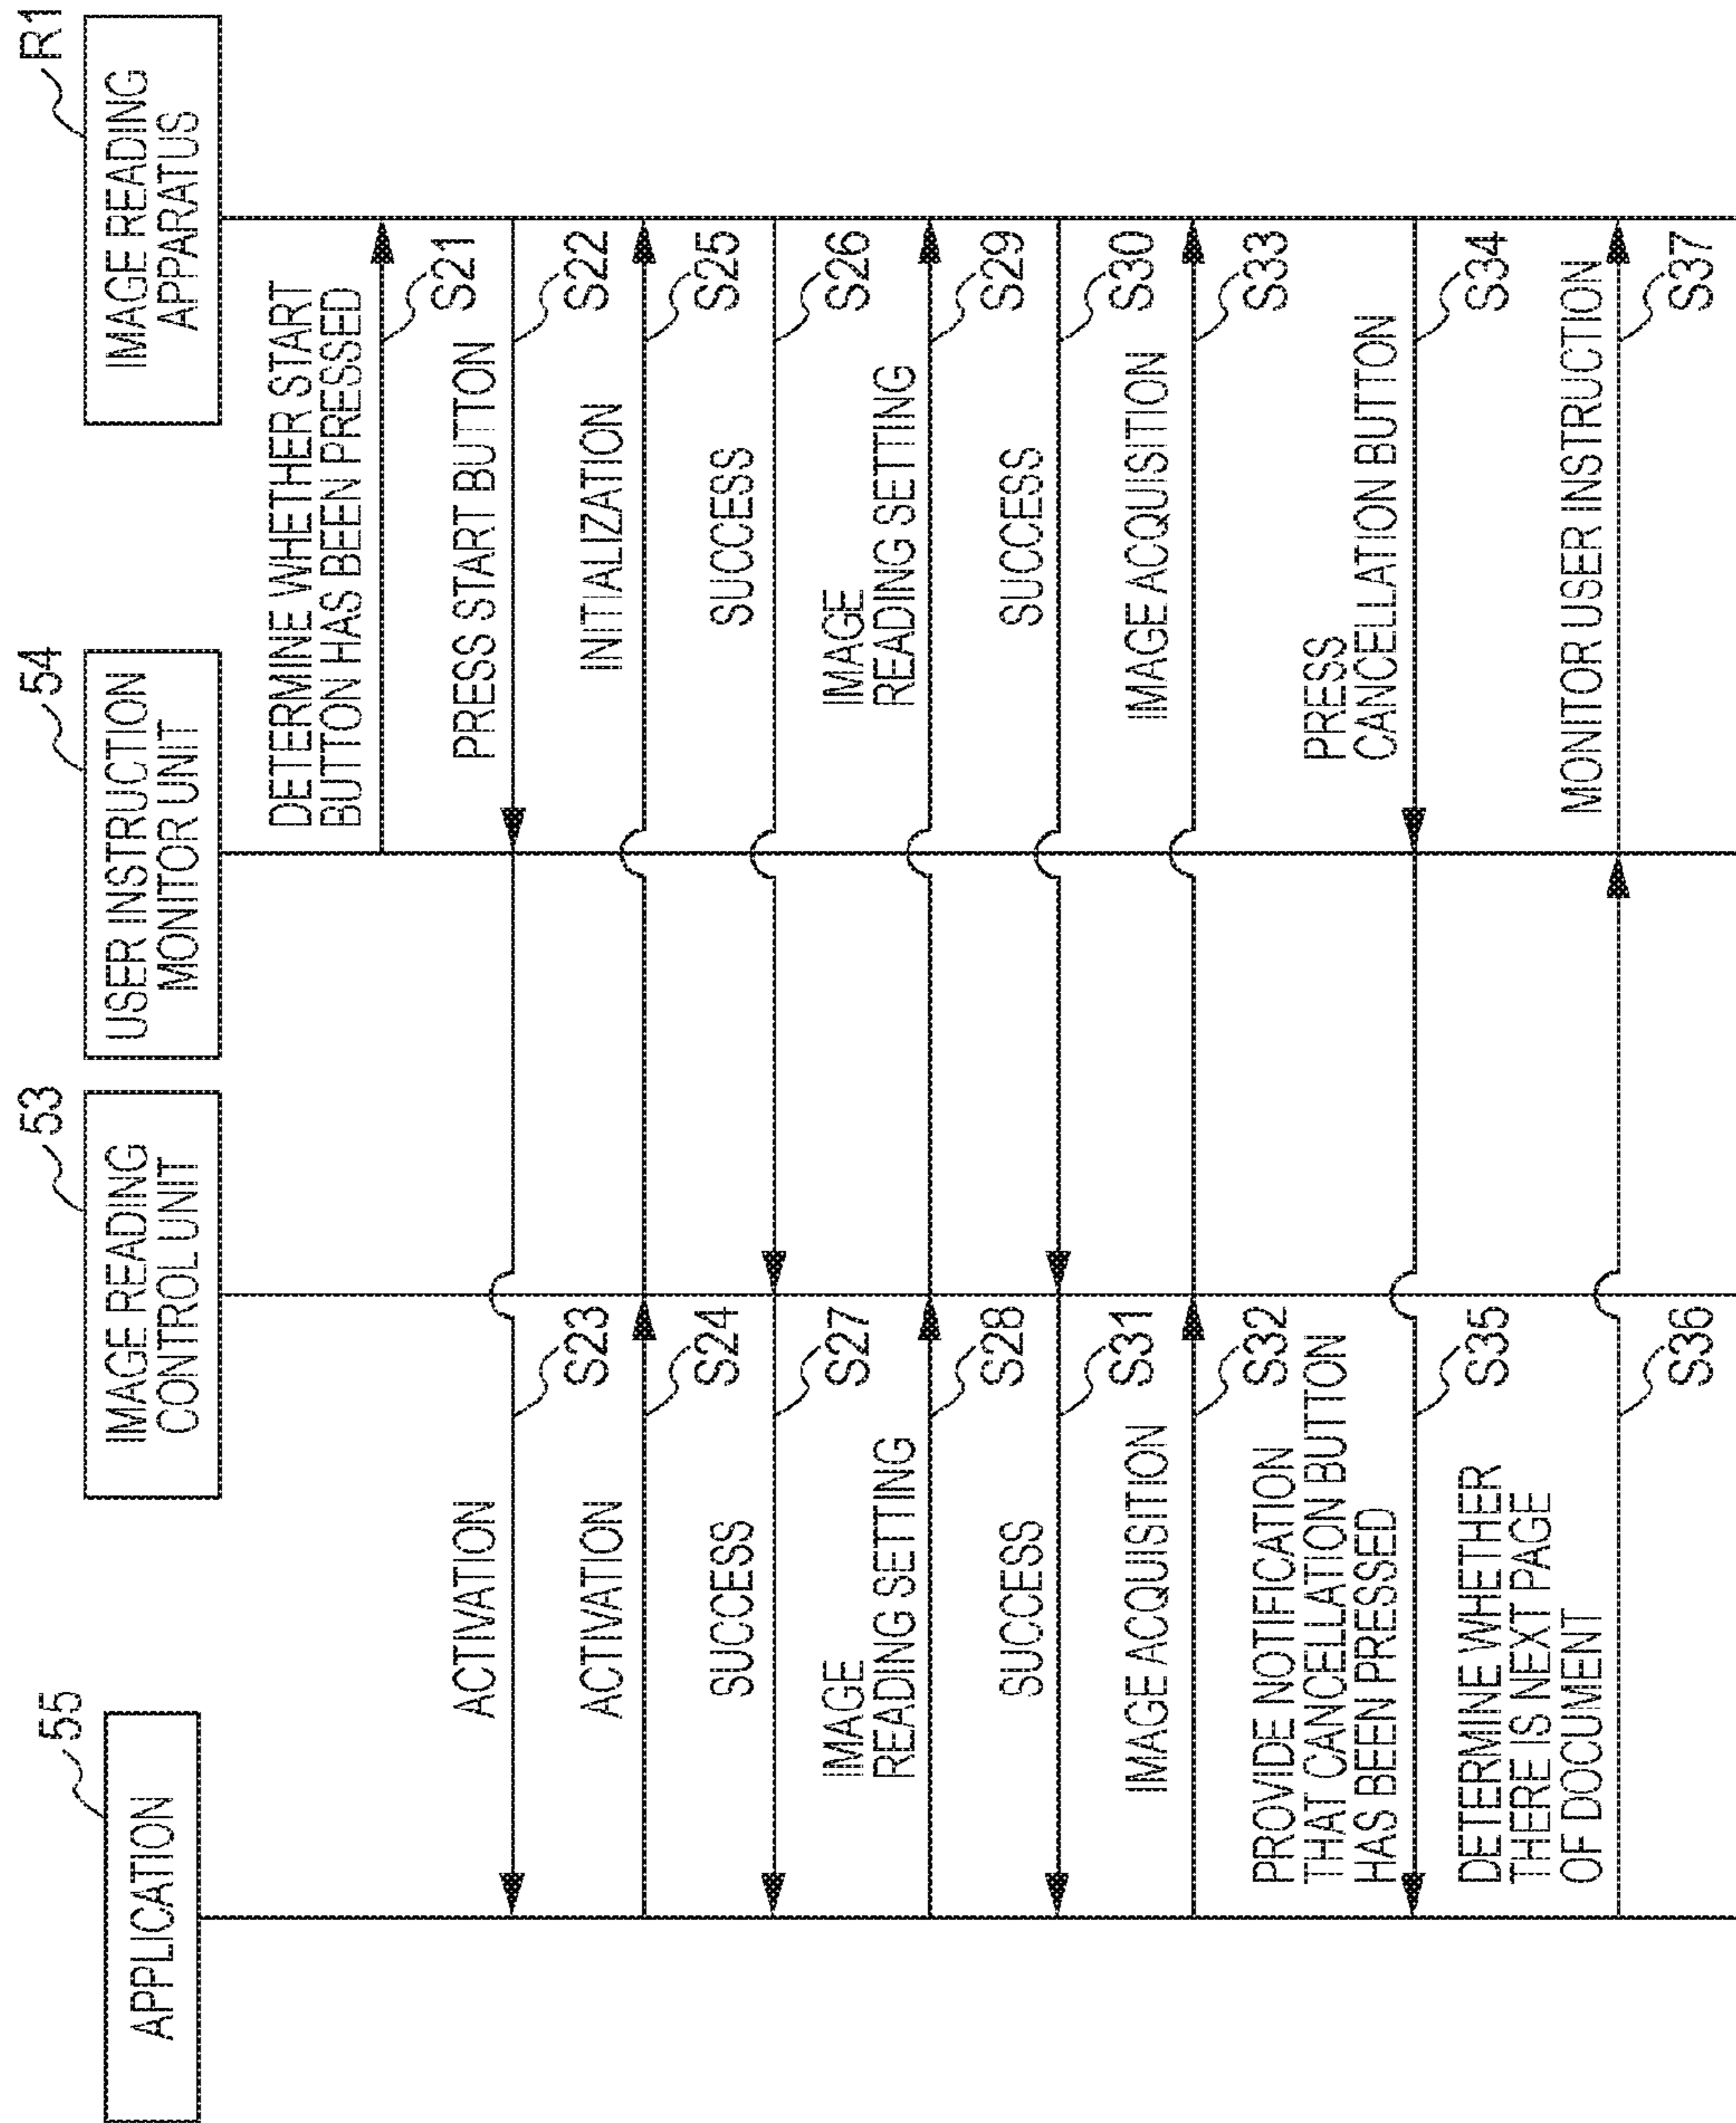 55
APPLICATION
53
IMAGE READING
CONTROL UNIT
54
USER INSTRUCTION
MONITOR UNIT
R1
IMAGE READING
APPARATUS
DETERMINE WHETHER START
BUTTON HAS BEEN PRESSED
S21
ACTIVATION
S23
PRESS START BUTTON
S22
ACTIVATION
S24
INITIALIZATION
S25
SUCCESS
S27
SUCCESS
S26
IMAGE
READING SETTING
S28
IMAGE
READING SETTING
S29
SUCCESS
S31
SUCCESS
S30
IMAGE ACQUISITION
S32
IMAGE ACQUISITION
S33
PROVIDE NOTIFICATION
THAT CANCELLATION BUTTON
HAS BEEN PRESSED
S35
PRESS
CANCELLATION BUTTON
S34
DETERMINE WHETHER
THERE IS NEXT PAGE
OF DOCUMENT
S36
MONITOR USER INSTRUCTION
S37